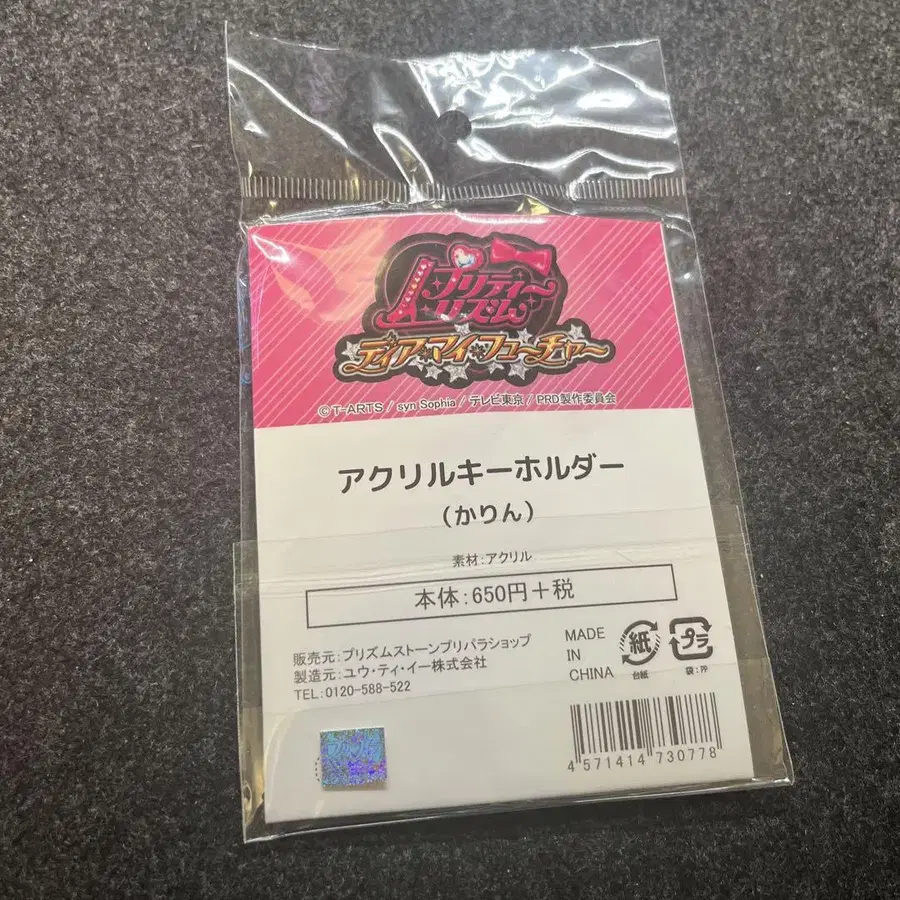 プリティー
リズム
ディア マイ フューチャー
© T-ARTS / syn Sophia / テレビ東京 / PRD製作委員会
アクリルキーホルダー
(かりん)
素材:アクリル
本体:650円+税
販売元:プリズムストーンプリパラショップ
製造元:ユウ・ティ・イー株式会社
TEL:0120-588-522
MADE
IN
CHINA
紙
台紙
プラ
袋:PP
4 571414 730778